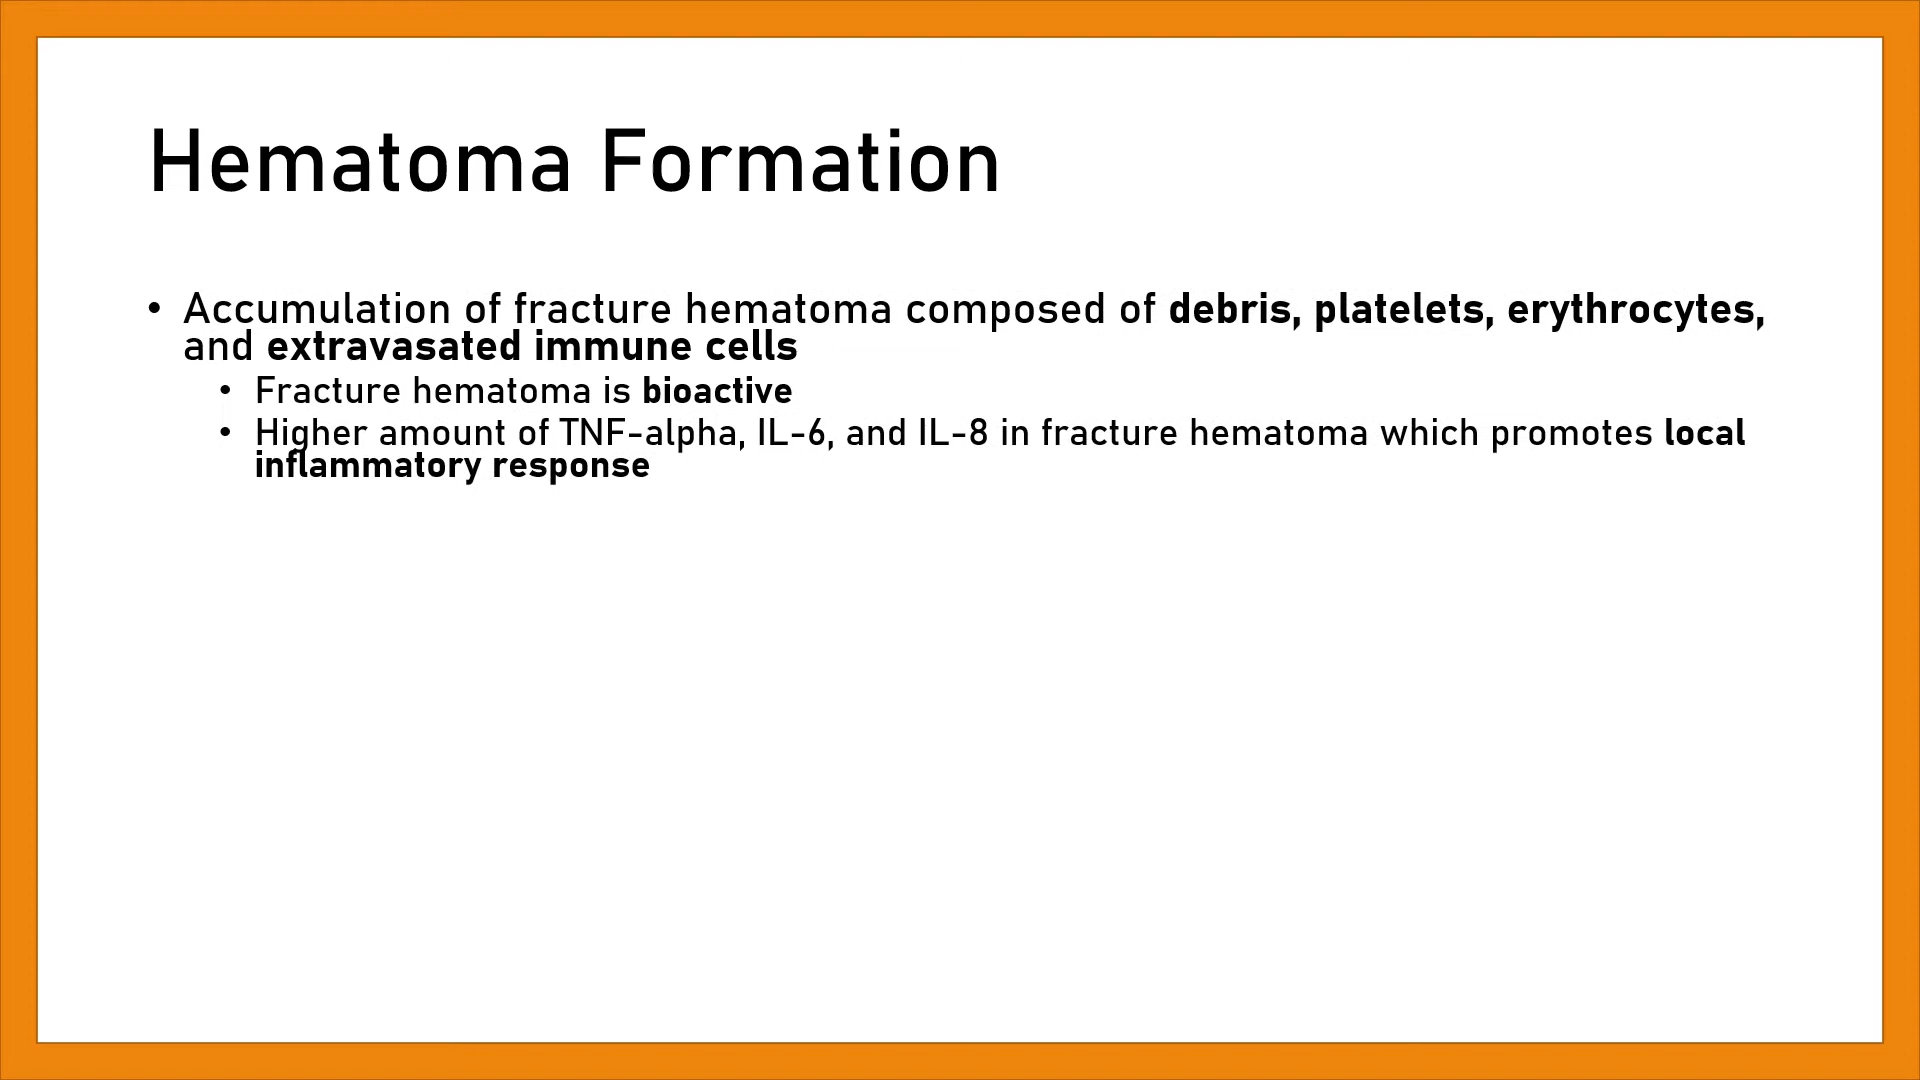 Hematoma Formation
• Accumulation of fracture hematoma composed of debris, platelets, erythrocytes,
and extravasated immune cells
• Fracture hematoma is bioactive
• Higher amount of TNF-alpha, IL-6, and IL-8 in fracture hematoma which promotes local
inflammatory response